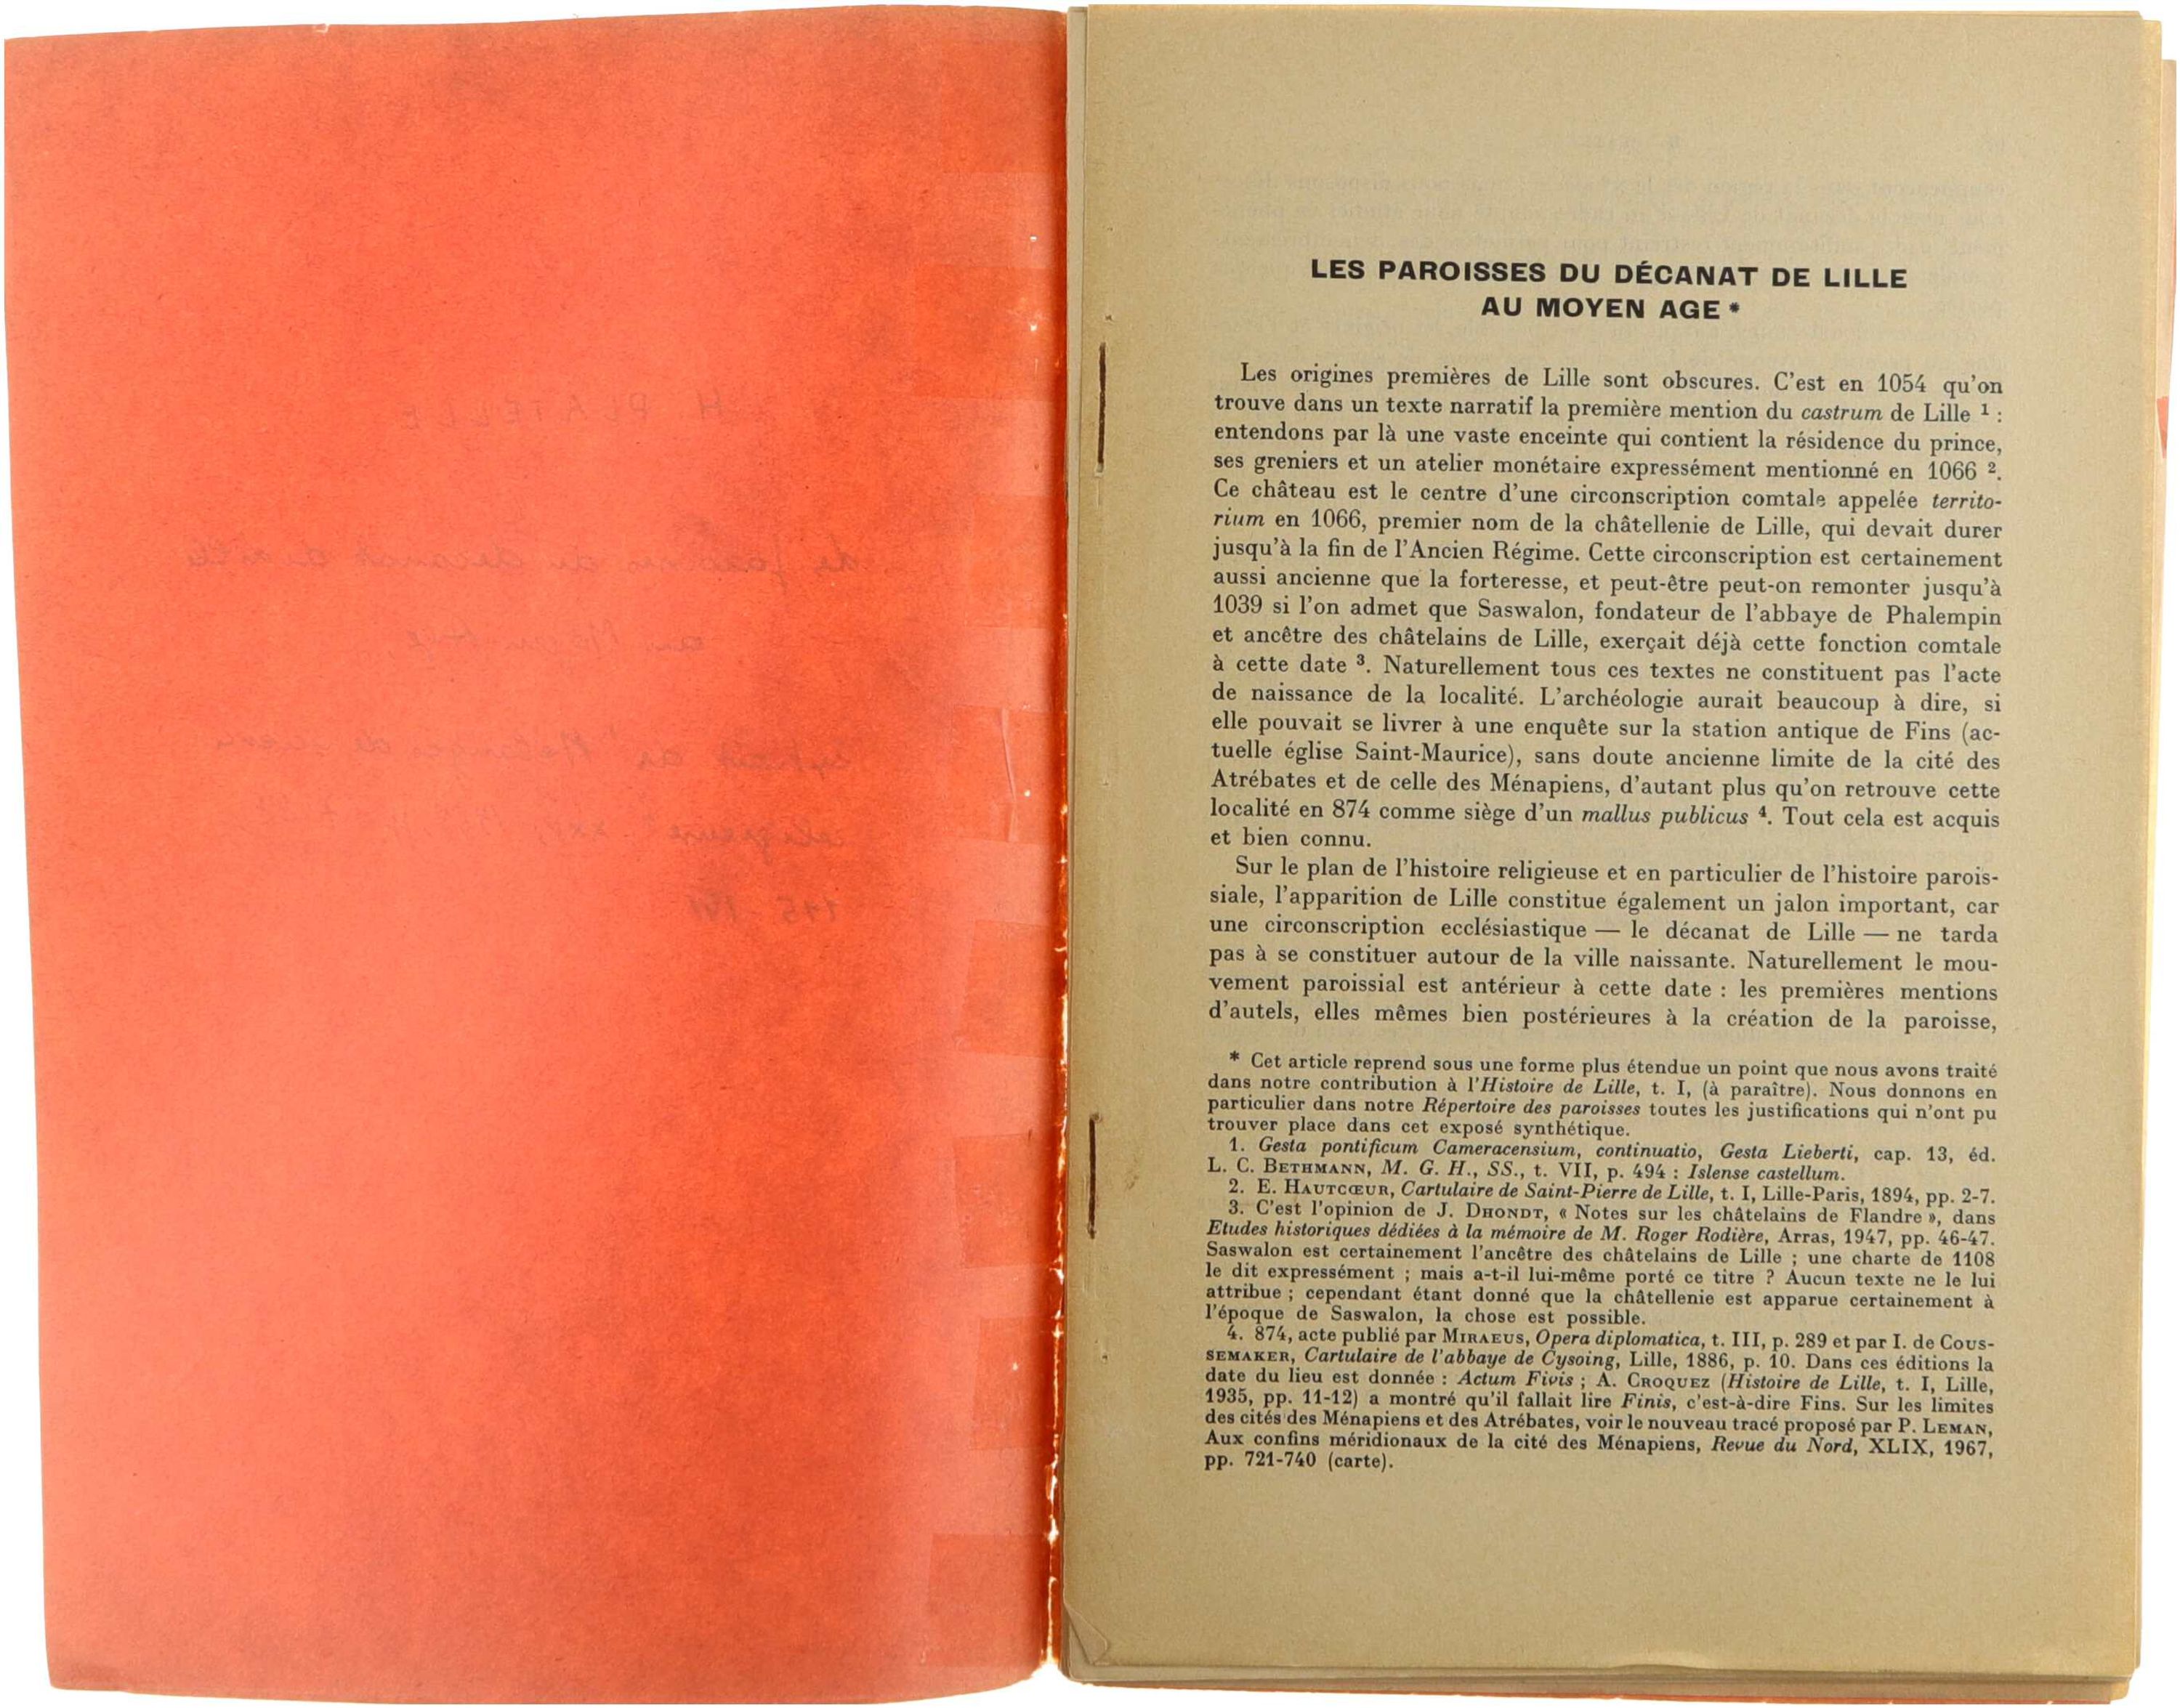 H. PLATELLE
LES PAROISSES DU DÉCANAT DE LILLE
AU MOYEN AGE *
Les origines premières de Lille sont obscures. C'est en 1054 qu'on
trouve dans un texte narratif la première mention du castrum de Lille ¹ :
entendons par là une vaste enceinte qui contient la résidence du prince,
ses greniers et un atelier monétaire expressément mentionné en 1066 ².
Ce château est le centre d'une circonscription comtale appelée territo-
rium en 1066, premier nom de la châtellenie de Lille, qui devait durer
jusqu'à la fin de l'Ancien Régime. Cette circonscription est certainement
aussi ancienne que la forteresse, et peut-être peut-on remonter jusqu'à
1039 si l'on admet que Saswalon, fondateur de l'abbaye de Phalempin
et ancêtre des châtelains de Lille, exerçait déjà cette fonction comtale
à cette date ³. Naturellement tous ces textes ne constituent pas l'acte
de naissance de la localité. L'archéologie aurait beaucoup à dire, si
elle pouvait se livrer à une enquête sur la station antique de Fins (ac-
tuelle église Saint-Maurice), sans doute ancienne limite de la cité des
Atrébates et de celle des Ménapiens, d'autant plus qu'on retrouve cette
localité en 874 comme siège d'un mallus publicus ⁴. Tout cela est acquis
et bien connu.
Sur le plan de l'histoire religieuse et en particulier de l'histoire parois-
siale, l'apparition de Lille constitue également un jalon important, car
une circonscription ecclésiastique — le décanat de Lille — ne tarda
pas à se constituer autour de la ville naissante. Naturellement le mou-
vement paroissial est antérieur à cette date : les premières mentions
d'autels, elles mêmes bien postérieures à la création de la paroisse,
* Cet article reprend sous une forme plus étendue un point que nous avons traité
dans notre contribution à l'Histoire de Lille, t. I, (à paraître). Nous donnons en
particulier dans notre Répertoire des paroisses toutes les justifications qui n'ont pu
trouver place dans cet exposé synthétique.
1. Gesta pontificum Cameracensium, continuatio, Gesta Lieberti, cap. 13, éd.
L. C. BETHMANN, M. G. H., SS., t. VII, p. 494 : Islense castellum.
2. E. HAUTCŒUR, Cartulaire de Saint-Pierre de Lille, t. I, Lille-Paris, 1894, pp. 2-7.
3. C'est l'opinion de J. DHONDT, « Notes sur les châtelains de Flandre », dans
Etudes historiques dédiées à la mémoire de M. Roger Rodière, Arras, 1947, pp. 46-47.
Saswalon est certainement l'ancêtre des châtelains de Lille ; une charte de 1108
le dit expressément ; mais a-t-il lui-même porté ce titre ? Aucun texte ne le lui
attribue ; cependant étant donné que la châtellenie est apparue certainement à
l'époque de Saswalon, la chose est possible.
4. 874, acte publié par MIRAEUS, Opera diplomatica, t. III, p. 289 et par I. de COUS-
SEMAKER, Cartulaire de l'abbaye de Cysoing, Lille, 1886, p. 10. Dans ces éditions la
date du lieu est donnée : Actum Fivis ; A. CROQUEZ (Histoire de Lille, t. I, Lille,
1935, pp. 11-12) a montré qu'il fallait lire Finis, c'est-à-dire Fins. Sur les limites
des cités des Ménapiens et des Atrébates, voir le nouveau tracé proposé par P. LEMAN,
Aux confins méridionaux de la cité des Ménapiens, Revue du Nord, XLIX, 1967,
pp. 721-740 (carte).